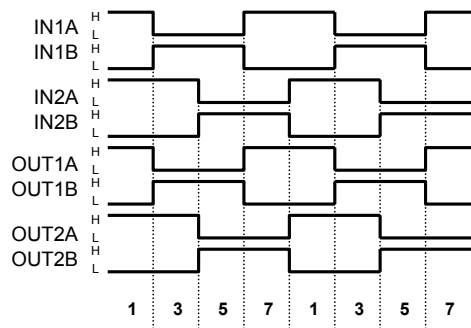 IN1A H
L
IN1B H
L
IN2A H
L
IN2B H
L
OUT1A H
L
OUT1B H
L
OUT2A H
L
OUT2B H
L
1 3 5 7 1 3 5 7